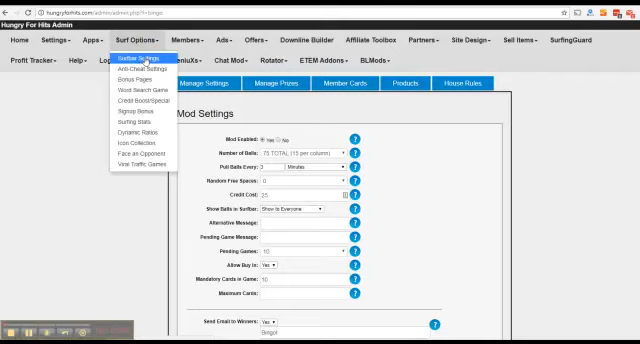 hungryforhits.com/admin/admin.php?f=bingo
Hungry For Hits Admin
Home Settings Apps Surf Options Members Ads Offers Downline Builder Affiliate Toolbox Partners Site Design Sell Items SurfingGuard
Profit Tracker Help Log eniuXs Chat Mod Rotator ETEM Addons BLMods
Surfbar Settings
Anti-Cheat Settings
Bonus Pages
Word Search Game
Credit Boost/Special
Signup Bonus
Surfing Stats
Dynamic Ratios
Icon Collection
Face an Opponent
Viral Traffic Games
Manage Settings Manage Prizes Member Cards Products House Rules
Mod Settings
Mod Enabled: Yes No ?
Number of Balls: 75 TOTAL (15 per column) ?
Pull Balls Every: 3 Minutes ?
Random Free Spaces: 0 ?
Credit Cost: 25 ?
Show Balls in Surfbar: Show to Everyone ?
Alternative Message: ?
Pending Game Message: ?
Pending Games: 10 ?
Allow Buy In: Yes ?
Mandatory Cards in Game: 10 ?
Maximum Cards: ?
Send Email to Winners: Yes ?
Bingo!